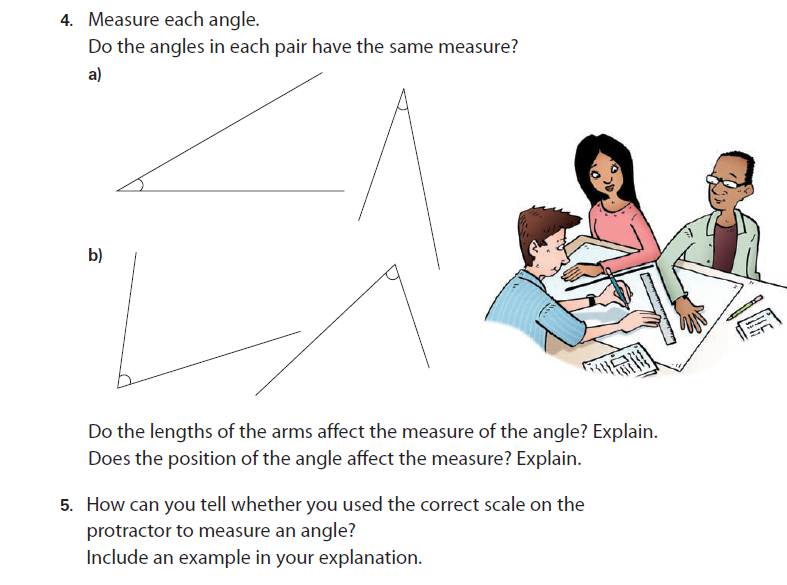 4. Measure each angle.
Do the angles in each pair have the same measure?
a)
b)
Do the lengths of the arms affect the measure of the angle? Explain.
Does the position of the angle affect the measure? Explain.
5. How can you tell whether you used the correct scale on the
protractor to measure an angle?
Include an example in your explanation.